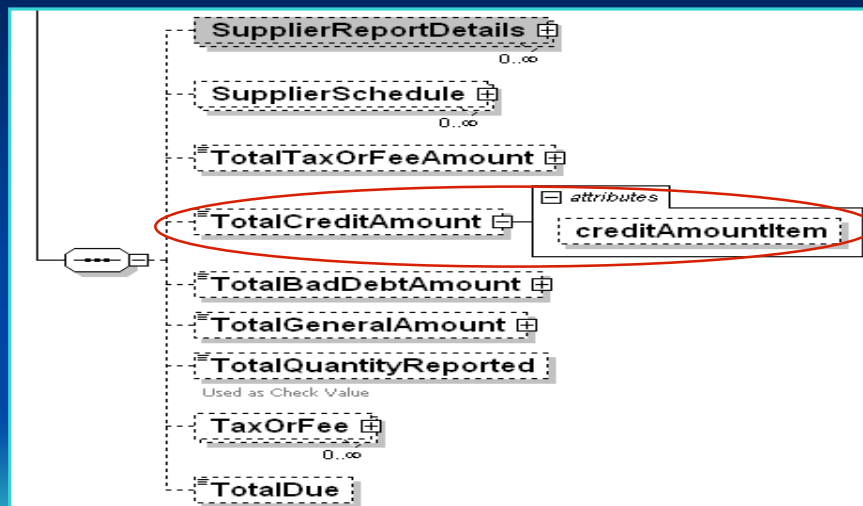 SupplierReportDetails
0..∞
SupplierSchedule
0..∞
TotalTaxOrFeeAmount
attributes
TotalCreditAmount
creditAmountItem
TotalBadDebtAmount
TotalGeneralAmount
TotalQuantityReported
Used as Check Value
TaxOrFee
0..∞
TotalDue